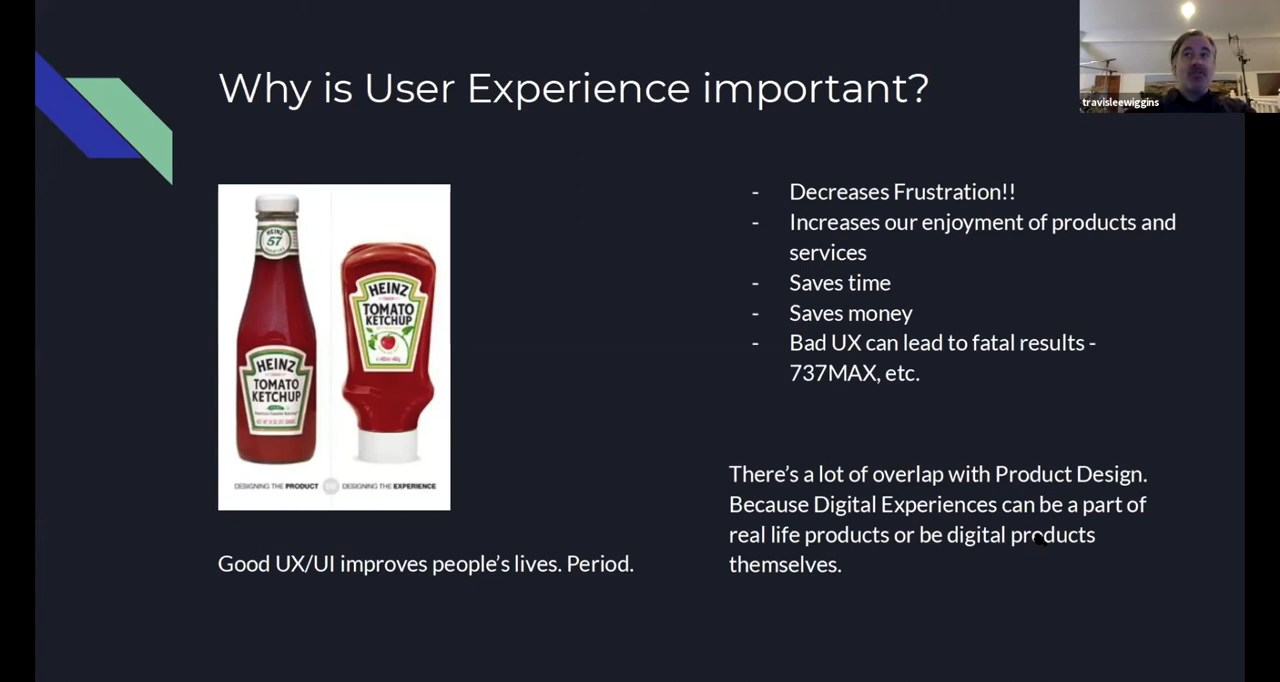 Why is User Experience important?
travisleewiggins
HEINZ
57
HEINZ
TOMATO
KETCHUP
HEINZ
TOMATO
KETCHUP
DESIGNING THE PRODUCT
DESIGNING THE EXPERIENCE
Good UX/UI improves people's lives. Period.
- Decreases Frustration!!
- Increases our enjoyment of products and
services
- Saves time
- Saves money
- Bad UX can lead to fatal results -
737MAX, etc.
There's a lot of overlap with Product Design.
Because Digital Experiences can be a part of
real life products or be digital products
themselves.